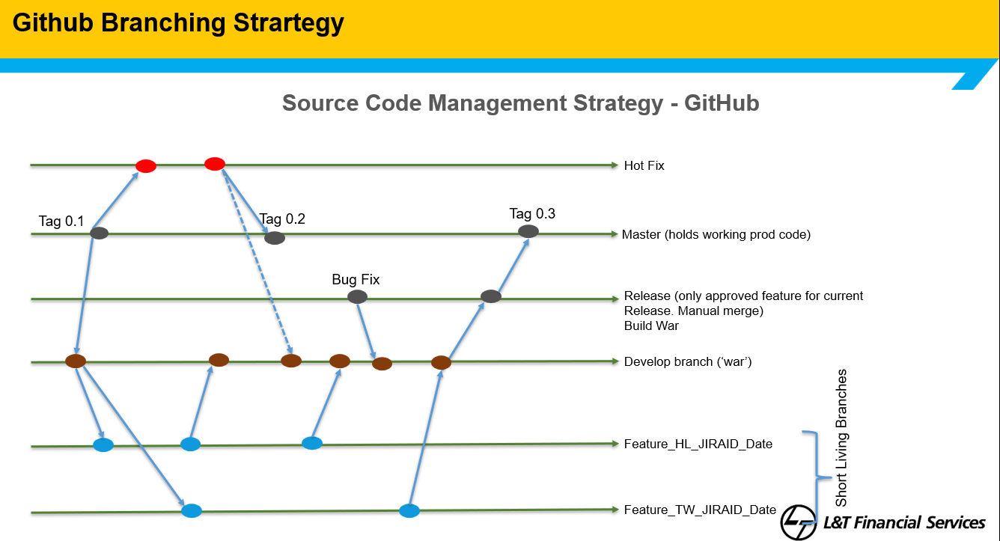 Github Branching Strartegy
Source Code Management Strategy - GitHub
Hot Fix
Tag 0.1
Tag 0.2
Tag 0.3
Master (holds working prod code)
Bug Fix
Release (only approved feature for current
Release. Manual merge)
Build War
Develop branch (‘war’)
Short Living Branches
Feature_HL_JIRAID_Date
Feature_TW_JIRAID_Date
L&T Financial Services